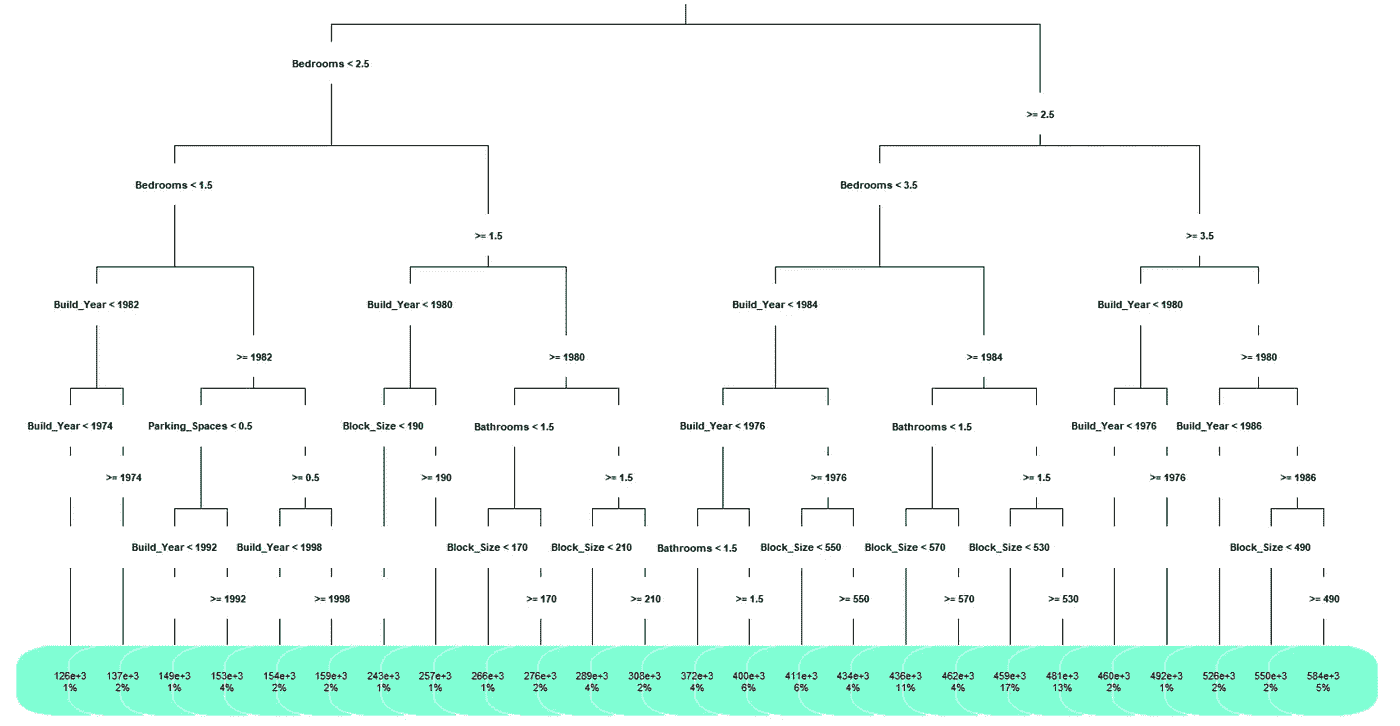 Bedrooms < 2.5
>= 2.5
Bedrooms < 1.5
Bedrooms < 3.5
>= 1.5
>= 3.5
Build_Year < 1982
Build_Year < 1980
Build_Year < 1984
Build_Year < 1980
>= 1982
>= 1980
>= 1984
>= 1980
Build_Year < 1974
Parking_Spaces < 0.5
Block_Size < 190
Bathrooms < 1.5
Build_Year < 1976
Bathrooms < 1.5
Build_Year < 1976
Build_Year < 1986
>= 1974
>= 0.5
>= 190
>= 1.5
>= 1976
>= 1.5
>= 1976
>= 1986
Build_Year < 1992
Build_Year < 1998
Block_Size < 170
Block_Size < 210
Bathrooms < 1.5
Block_Size < 550
Block_Size < 570
Block_Size < 530
Block_Size < 490
>= 1992
>= 1998
>= 170
>= 210
>= 1.5
>= 550
>= 570
>= 530
>= 490
126e+3 137e+3 149e+3 153e+3 154e+3 159e+3 243e+3 257e+3 266e+3 276e+3 289e+3 308e+3 372e+3 400e+3 411e+3 434e+3 436e+3 462e+3 459e+3 481e+3 460e+3 492e+3 526e+3 550e+3 584e+3
1% 2% 1% 4% 2% 2% 1% 1% 1% 2% 4% 2% 4% 6% 6% 4% 11% 4% 17% 13% 2% 1% 2% 2% 5%